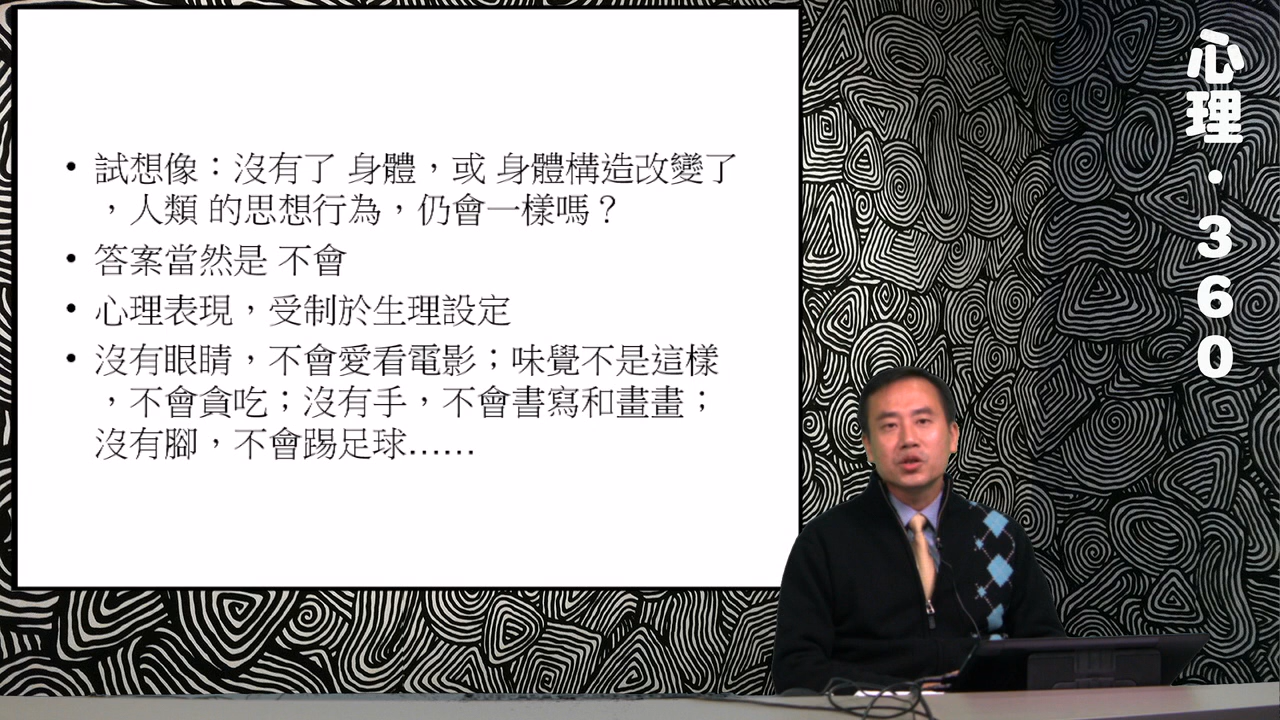 • 試想像：沒有了 身體，或 身體構造改變了
，人類 的思想行為，仍會一樣嗎？
• 答案當然是 不會
• 心理表現，受制於生理設定
• 沒有眼睛，不會愛看電影；味覺不是這樣
，不會貪吃；沒有手，不會書寫和畫畫；
沒有腳，不會踢足球……
心理·360